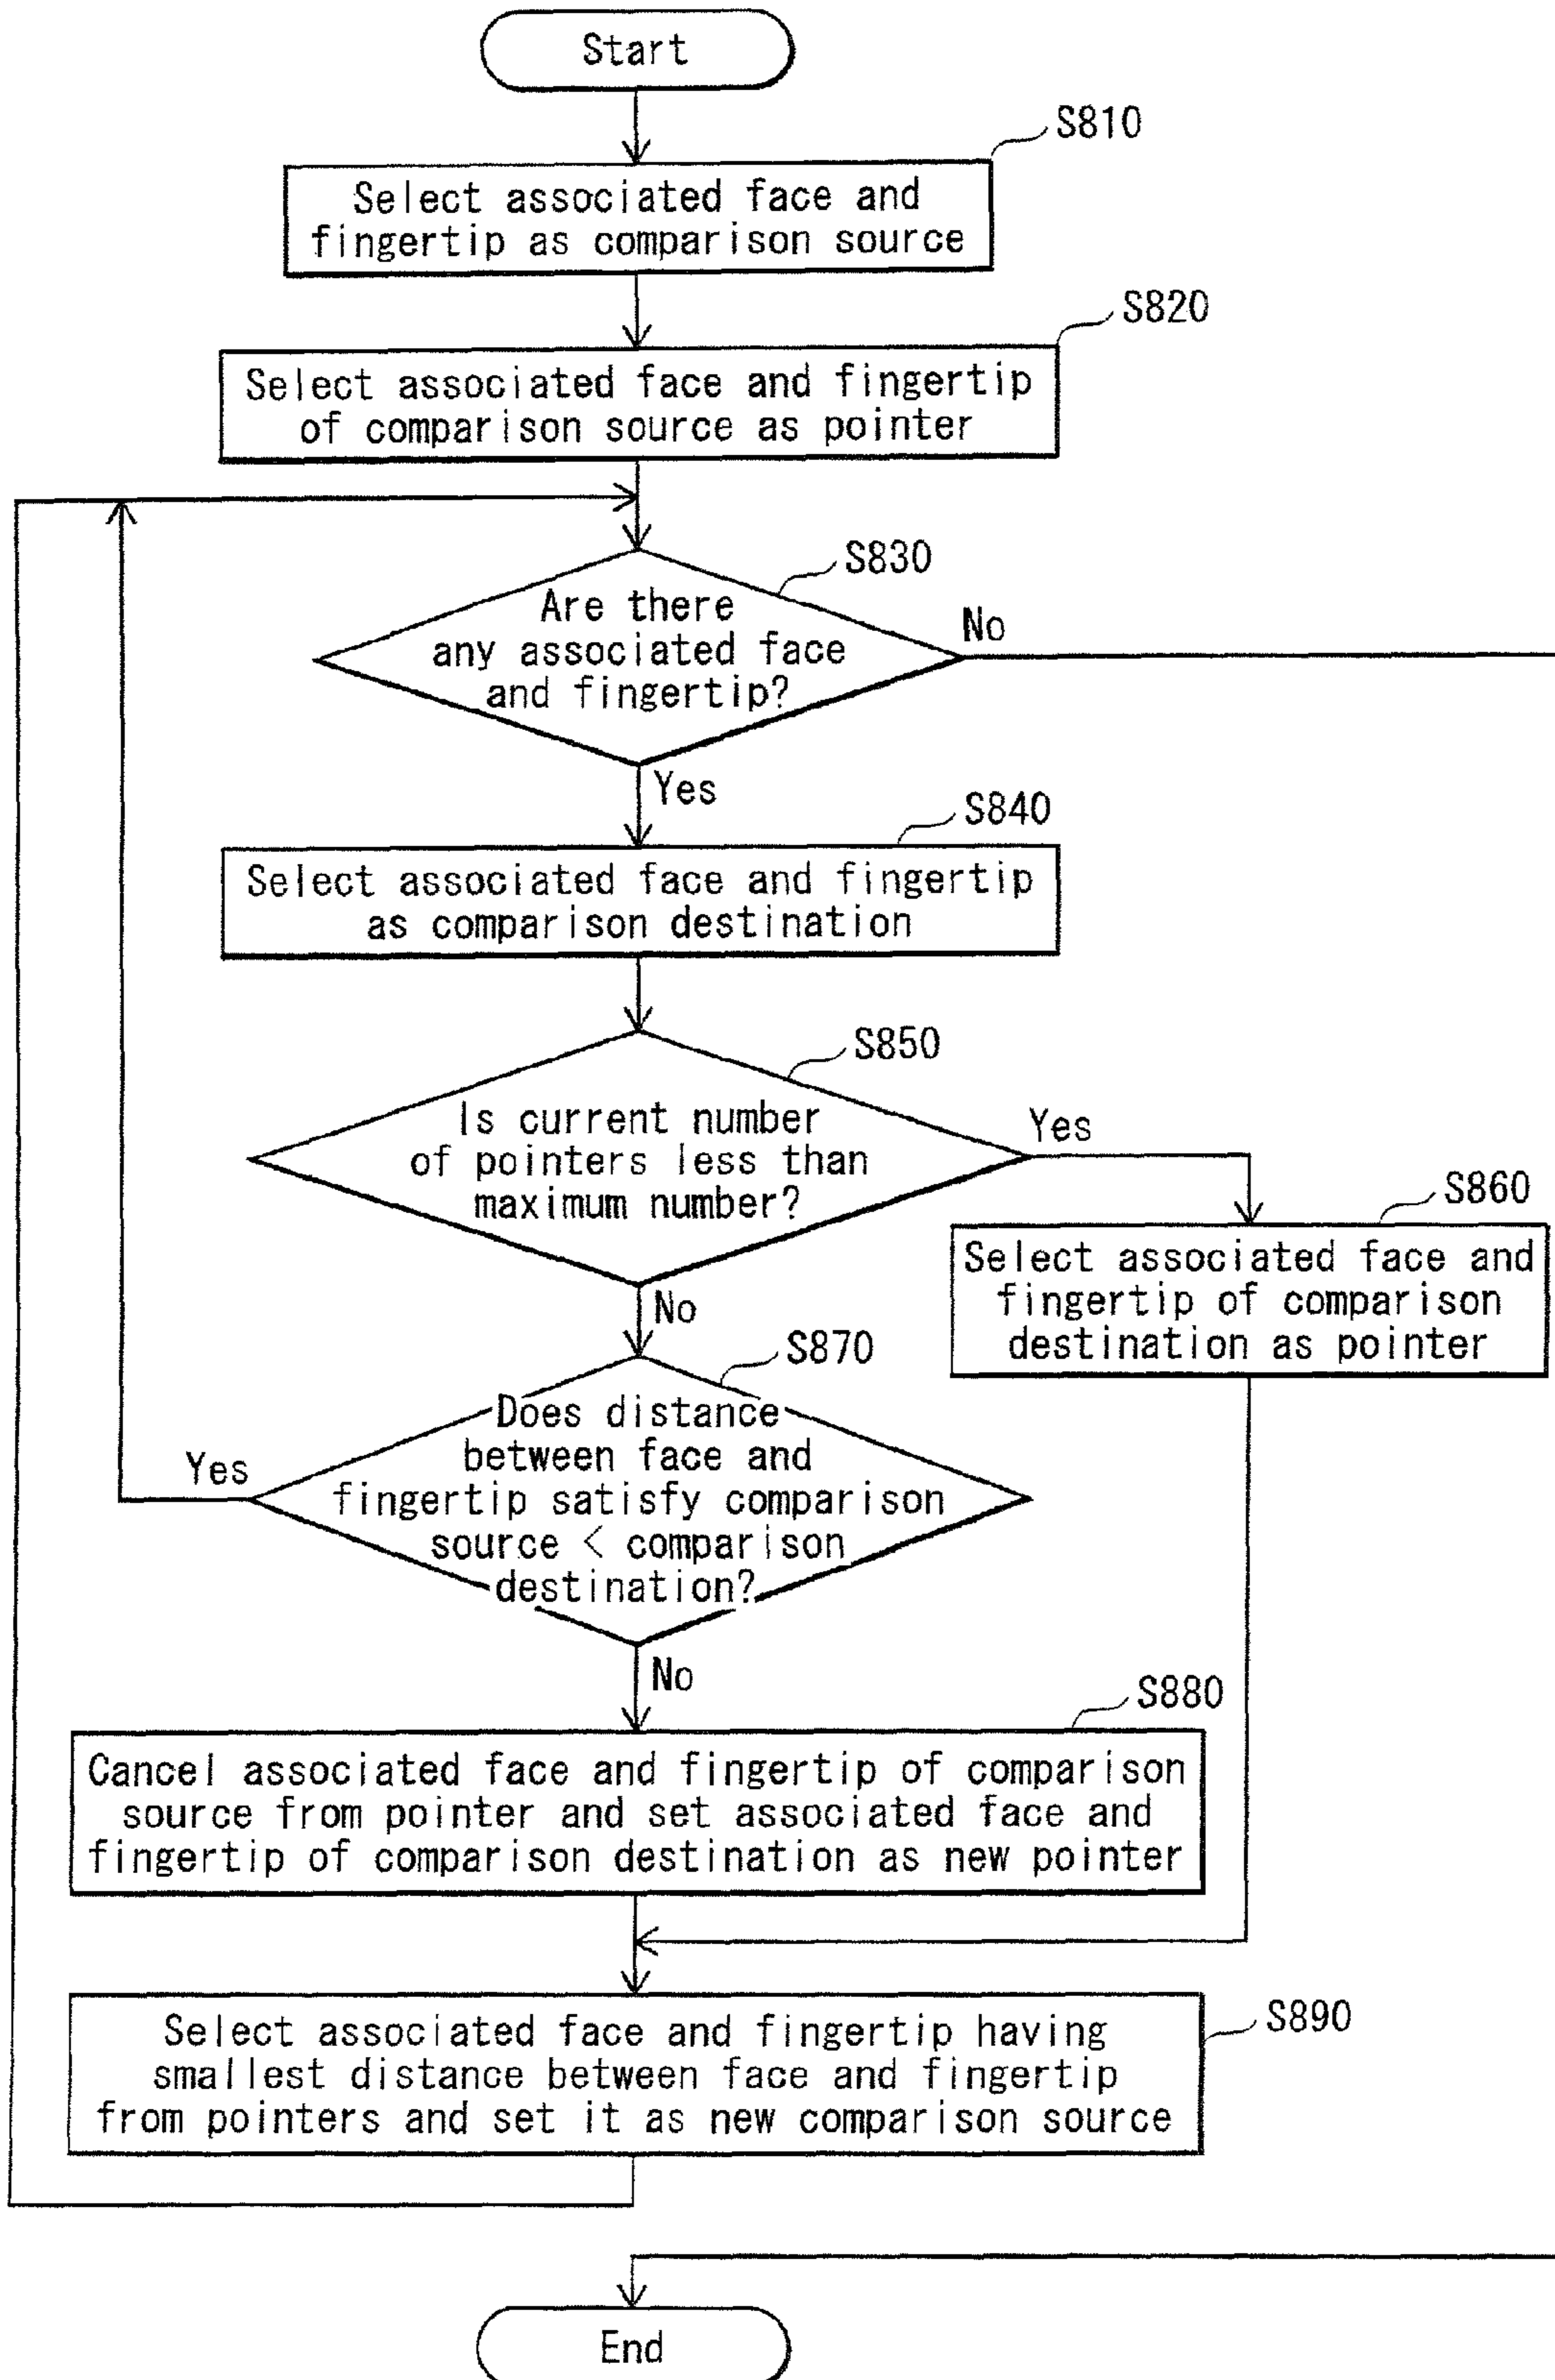 Start
S810
Select associated face and
fingertip as comparison source
S820
Select associated face and fingertip
of comparison source as pointer
S830
Are there
any associated face
and fingertip?
No
Yes
S840
Select associated face and fingertip
as comparison destination
S850
Is current number
of pointers less than
maximum number?
Yes
No
S860
Select associated face and
fingertip of comparison
destination as pointer
S870
Does distance
between face and
fingertip satisfy comparison
source < comparison
destination?
Yes
No
S880
Cancel associated face and fingertip of comparison
source from pointer and set associated face and
fingertip of comparison destination as new pointer
S890
Select associated face and fingertip having
smallest distance between face and fingertip
from pointers and set it as new comparison source
End